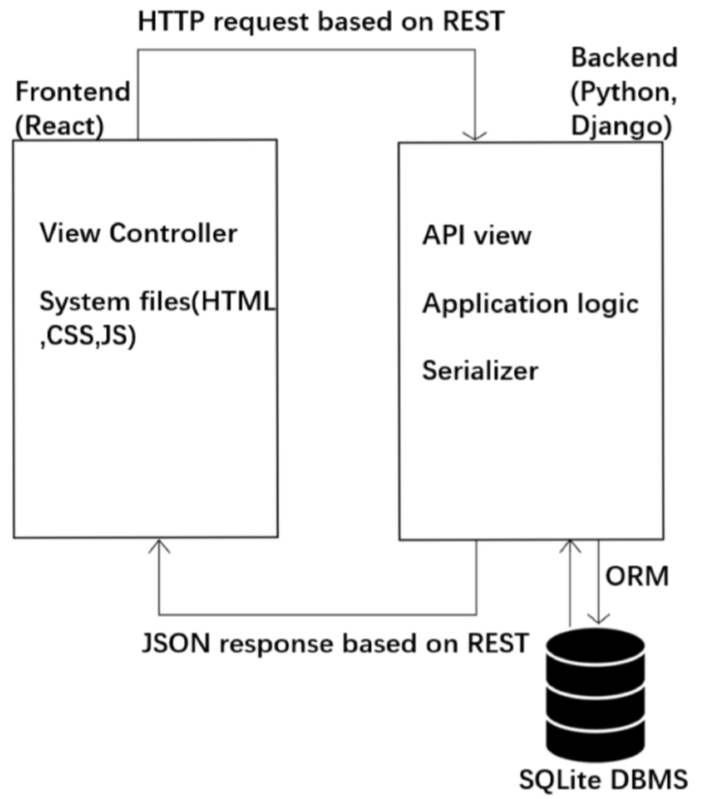 HTTP request based on REST
Frontend
(React)
Backend
(Python,
Django)
View Controller
System files(HTML
,CSS,JS)
API view
Application logic
Serializer
ORM
JSON response based on REST
SQLite DBMS